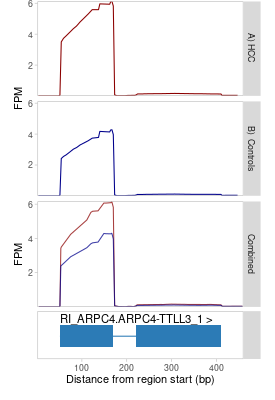 6
4
2
A) HCC
FPM
6
4
2
B) Controls
6
4
2
FPM
Combined
RI_ARPC4.ARPC4-TTLL3_1 >
100 200 300 400
Distance from region start (bp)